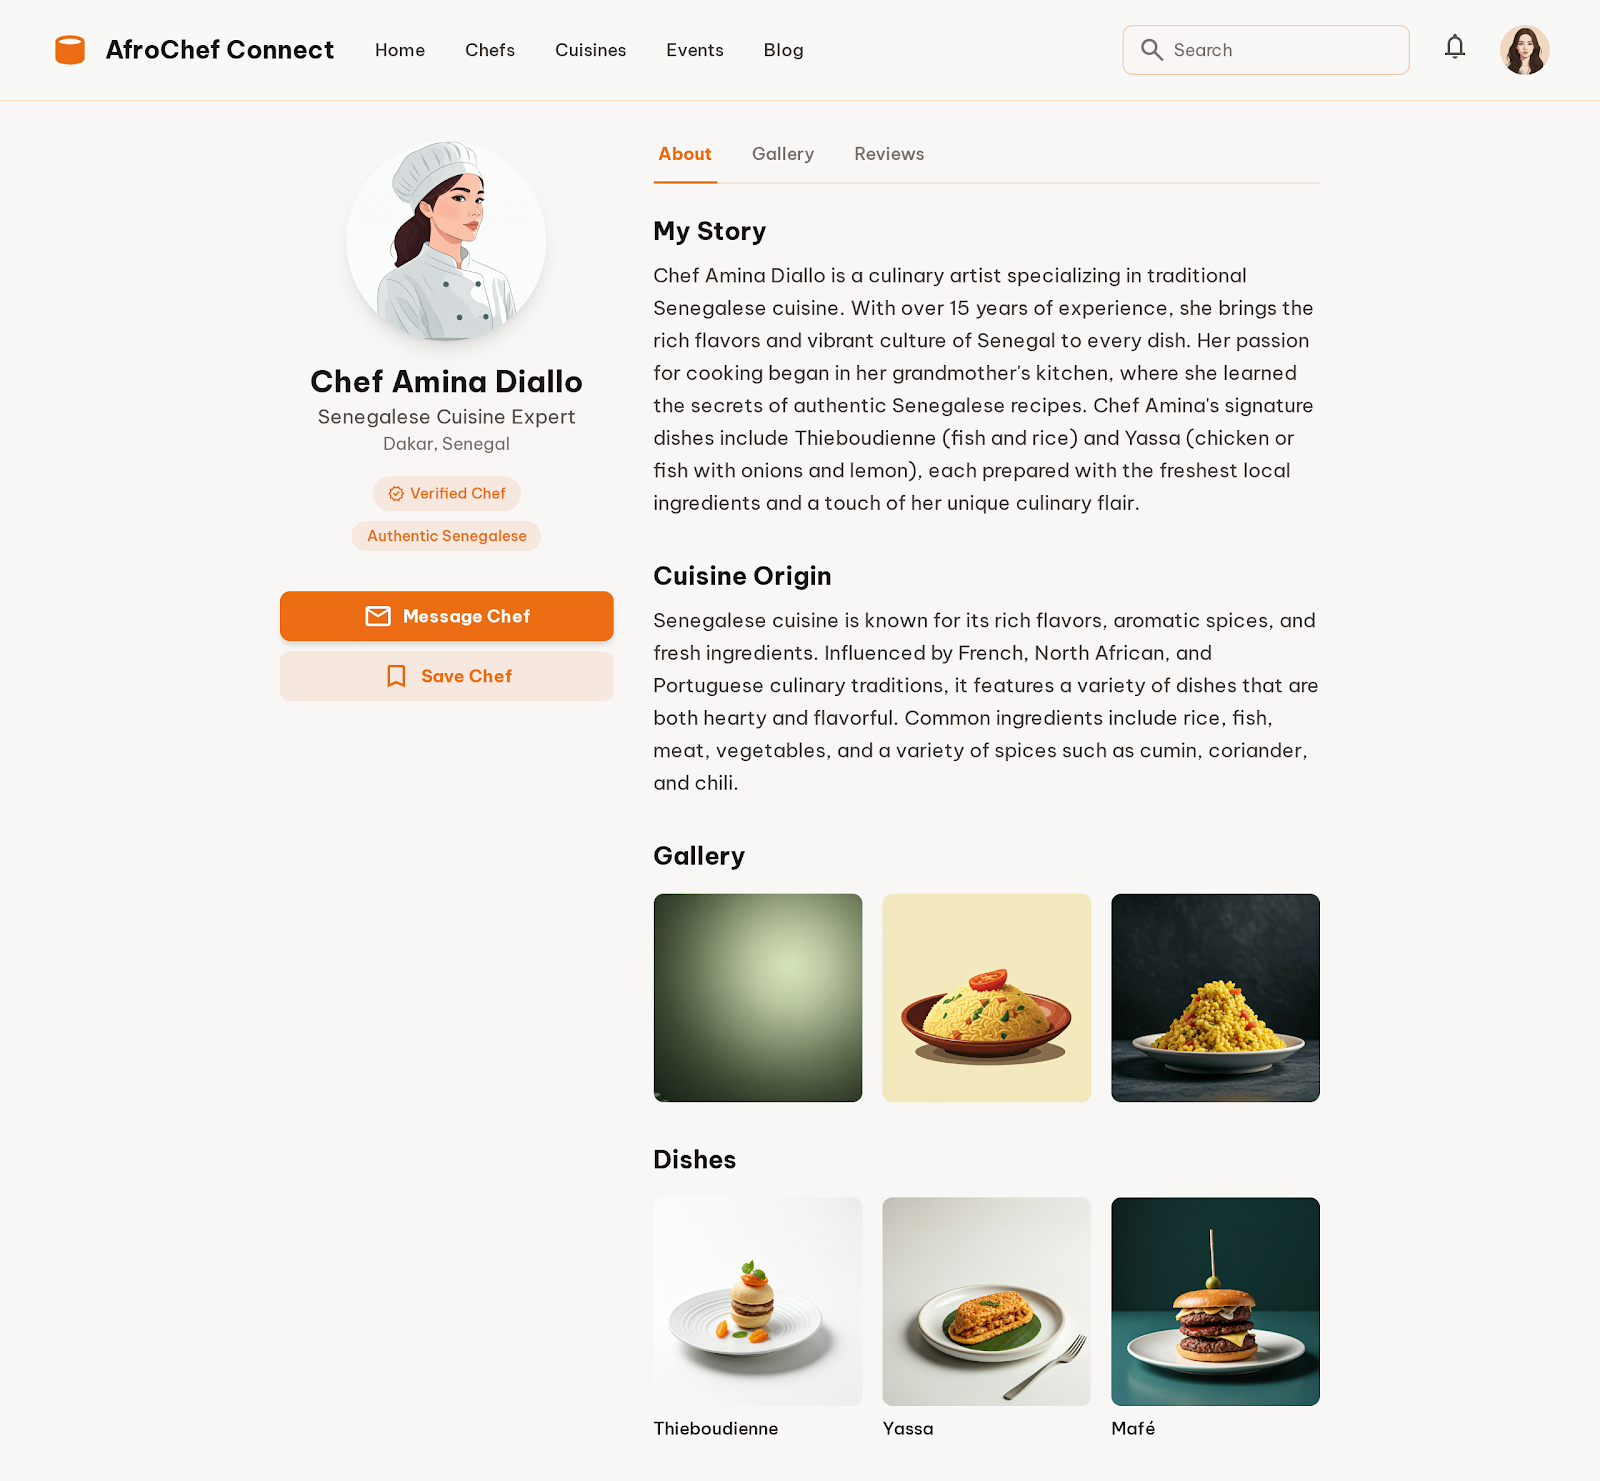 AfroChef Connect
Home
Chefs
Cuisines
Events
Blog
Search
Chef Amina Diallo
Senegalese Cuisine Expert
Dakar, Senegal
Verified Chef
Authentic Senegalese
Message Chef
Save Chef
About
Gallery
Reviews
My Story
Chef Amina Diallo is a culinary artist specializing in traditional
Senegalese cuisine. With over 15 years of experience, she brings the
rich flavors and vibrant culture of Senegal to every dish. Her passion
for cooking began in her grandmother's kitchen, where she learned
the secrets of authentic Senegalese recipes. Chef Amina's signature
dishes include Thieboudienne (fish and rice) and Yassa (chicken or
fish with onions and lemon), each prepared with the freshest local
ingredients and a touch of her unique culinary flair.
Cuisine Origin
Senegalese cuisine is known for its rich flavors, aromatic spices, and
fresh ingredients. Influenced by French, North African, and
Portuguese culinary traditions, it features a variety of dishes that are
both hearty and flavorful. Common ingredients include rice, fish,
meat, vegetables, and a variety of spices such as cumin, coriander,
and chili.
Gallery
Dishes
Thieboudienne
Yassa
Mafé